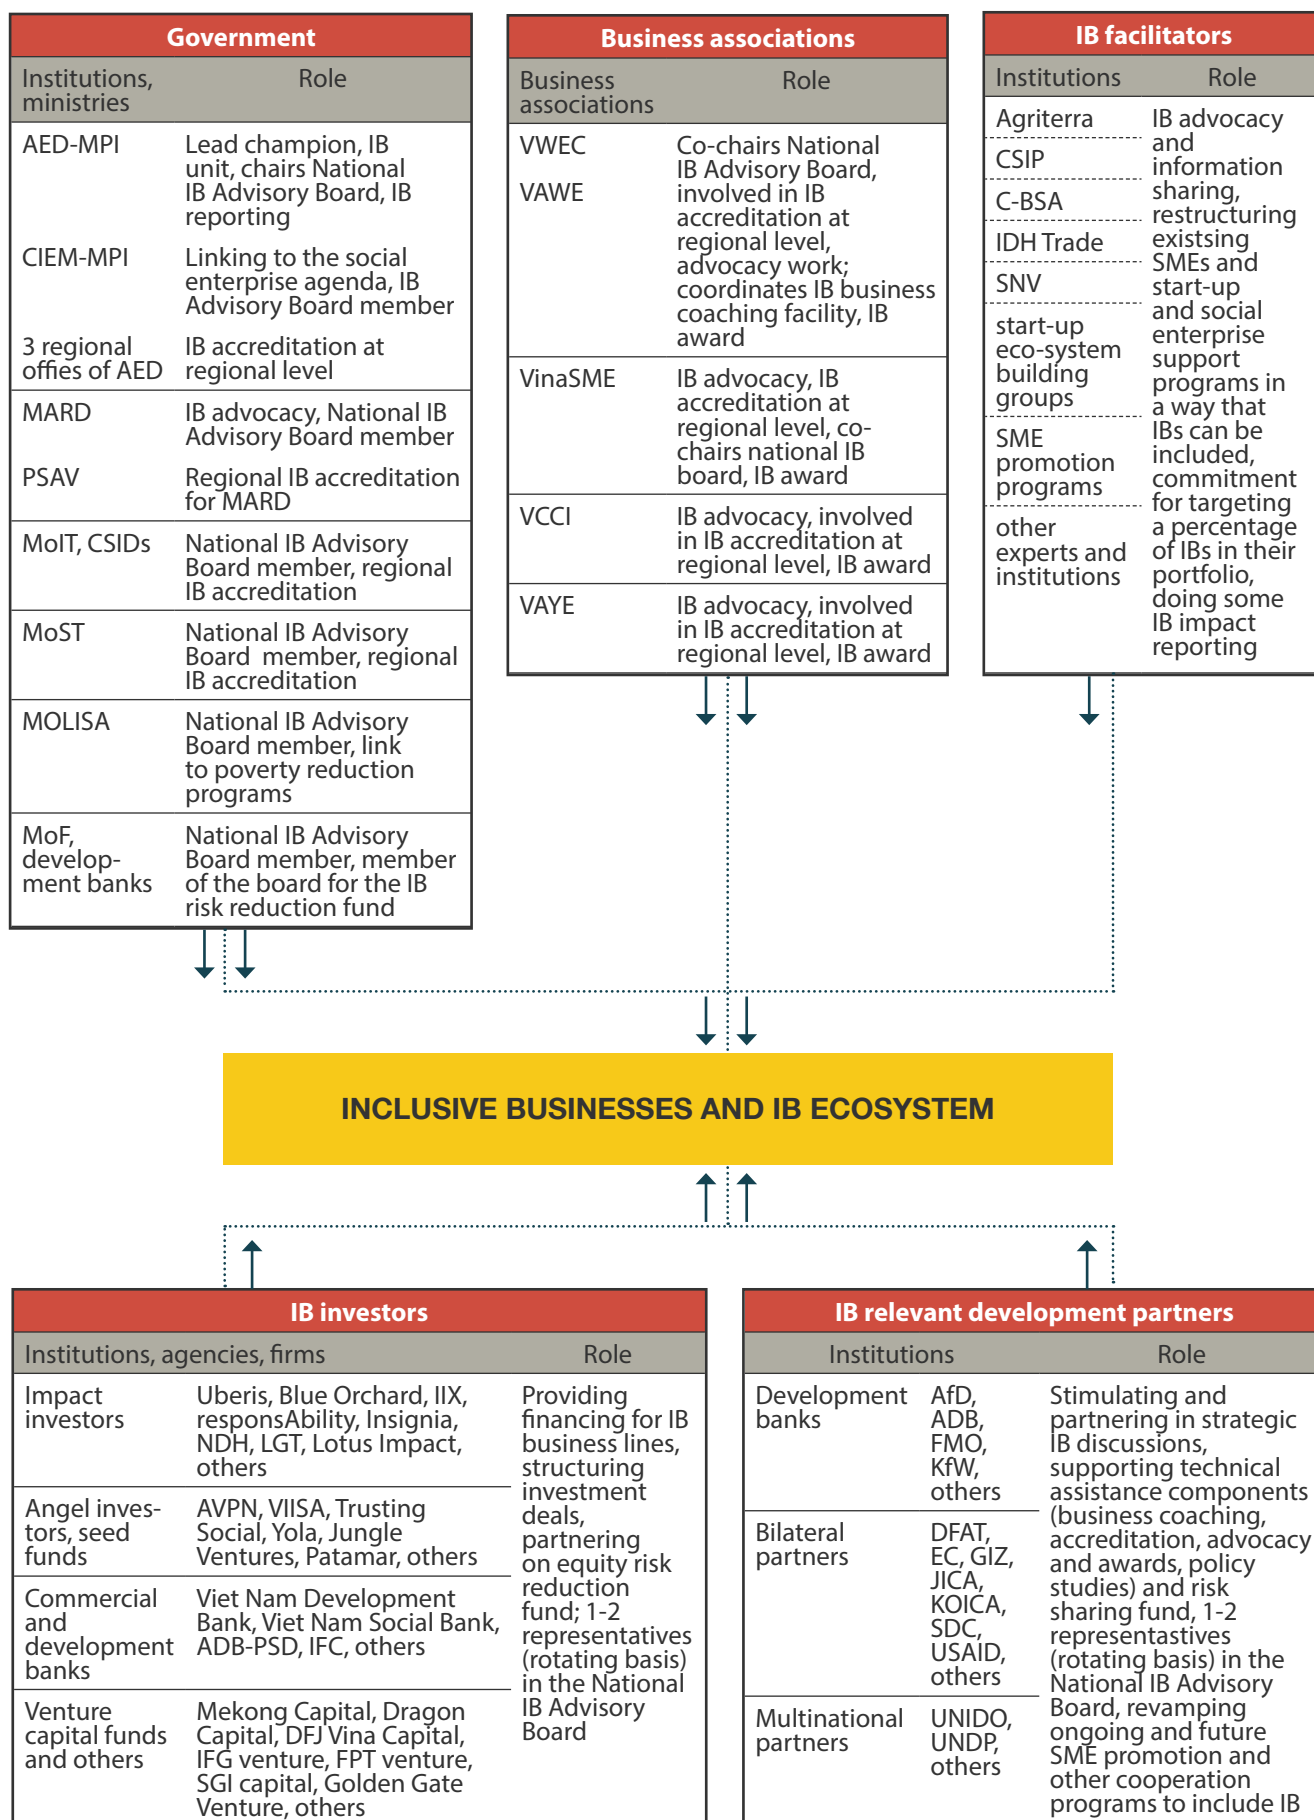 Government
Institutions,
ministries
Role
AED-MPI
Lead champion, IB
unit, chairs National
IB Advisory Board, IB
reporting
CIEM-MPI
Linking to the social
enterprise agenda, IB
Advisory Board member
3 regional
offies of AED
IB accreditation at
regional level
MARD
IB advocacy, National IB
Advisory Board member
PSAV
Regional IB accreditation
for MARD
MoIT, CSIDs
National IB Advisory
Board member, regional
IB accreditation
MoST
National IB Advisory
Board member, regional
IB accreditation
MOLISA
National IB Advisory
Board member, link
to poverty reduction
programs
MoF,
develop-
ment banks
National IB Advisory
Board member, member
of the board for the IB
risk reduction fund
Business associations
Business
associations
Role
VWEC
VAWE
Co-chairs National
IB Advisory Board,
involved in IB
accreditation at
regional level,
advocacy work;
coordinates IB business
coaching facility, IB
award
VinaSME
IB advocacy, IB
accreditation at
regional level, co-
chairs national IB
board, IB award
VCCI
IB advocacy, involved
in IB accreditation at
regional level, IB award
VAYE
IB advocacy, involved
in IB accreditation at
regional level, IB award
IB facilitators
Institutions
Role
Agriterra
CSIP
C-BSA
IDH Trade
SNV
start-up
eco-system
building
groups
SME
promotion
programs
other
experts and
institutions
IB advocacy
and
information
sharing,
restructuring
existsing
SMEs and
start-up
and social
enterprise
support
programs in
a way that
IBs can be
included,
commitment
for targeting
a percentage
of IBs in their
portfolio,
doing some
IB impact
reporting
INCLUSIVE BUSINESSES AND IB ECOSYSTEM
IB investors
Institutions, agencies, firms
Role
Impact
investors
Uberis, Blue Orchard, IIX,
responsAbility, Insignia,
NDH, LGT, Lotus Impact,
others
Angel inves-
tors, seed
funds
AVPN, VIISA, Trusting
Social, Yola, Jungle
Ventures, Patamar, others
Commercial
and
development
banks
Viet Nam Development
Bank, Viet Nam Social Bank,
ADB-PSD, IFC, others
Venture
capital funds
and others
Mekong Capital, Dragon
Capital, DFJ Vina Capital,
IFG venture, FPT venture,
SGI capital, Golden Gate
Venture, others
Providing
financing for IB
business lines,
structuring
investment
deals,
partnering
on equity risk
reduction
fund; 1-2
representatives
(rotating basis)
in the National
IB Advisory
Board
IB relevant development partners
Institutions
Role
Development
banks
AfD,
ADB,
FMO,
KfW,
others
Bilateral
partners
DFAT,
EC, GIZ,
JICA,
KOICA,
SDC,
USAID,
others
Multinational
partners
UNIDO,
UNDP,
others
Stimulating and
partnering in strategic
IB discussions,
supporting technical
assistance components
(business coaching,
accreditation, advocacy
and awards, policy
studies) and risk
sharing fund, 1-2
representastives
(rotating basis) in the
National IB Advisory
Board, revamping
ongoing and future
SME promotion and
other cooperation
programs to include IB